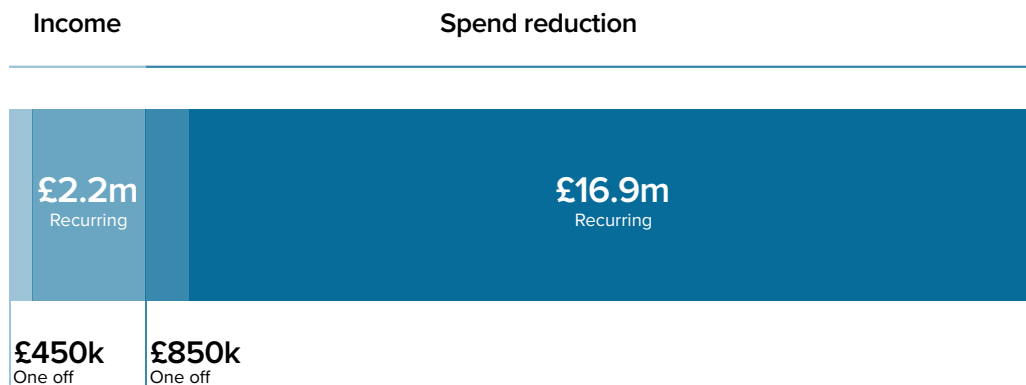 Income
Spend reduction
£2.2m
Recurring
£16.9m
Recurring
£450k
One off
£850k
One off